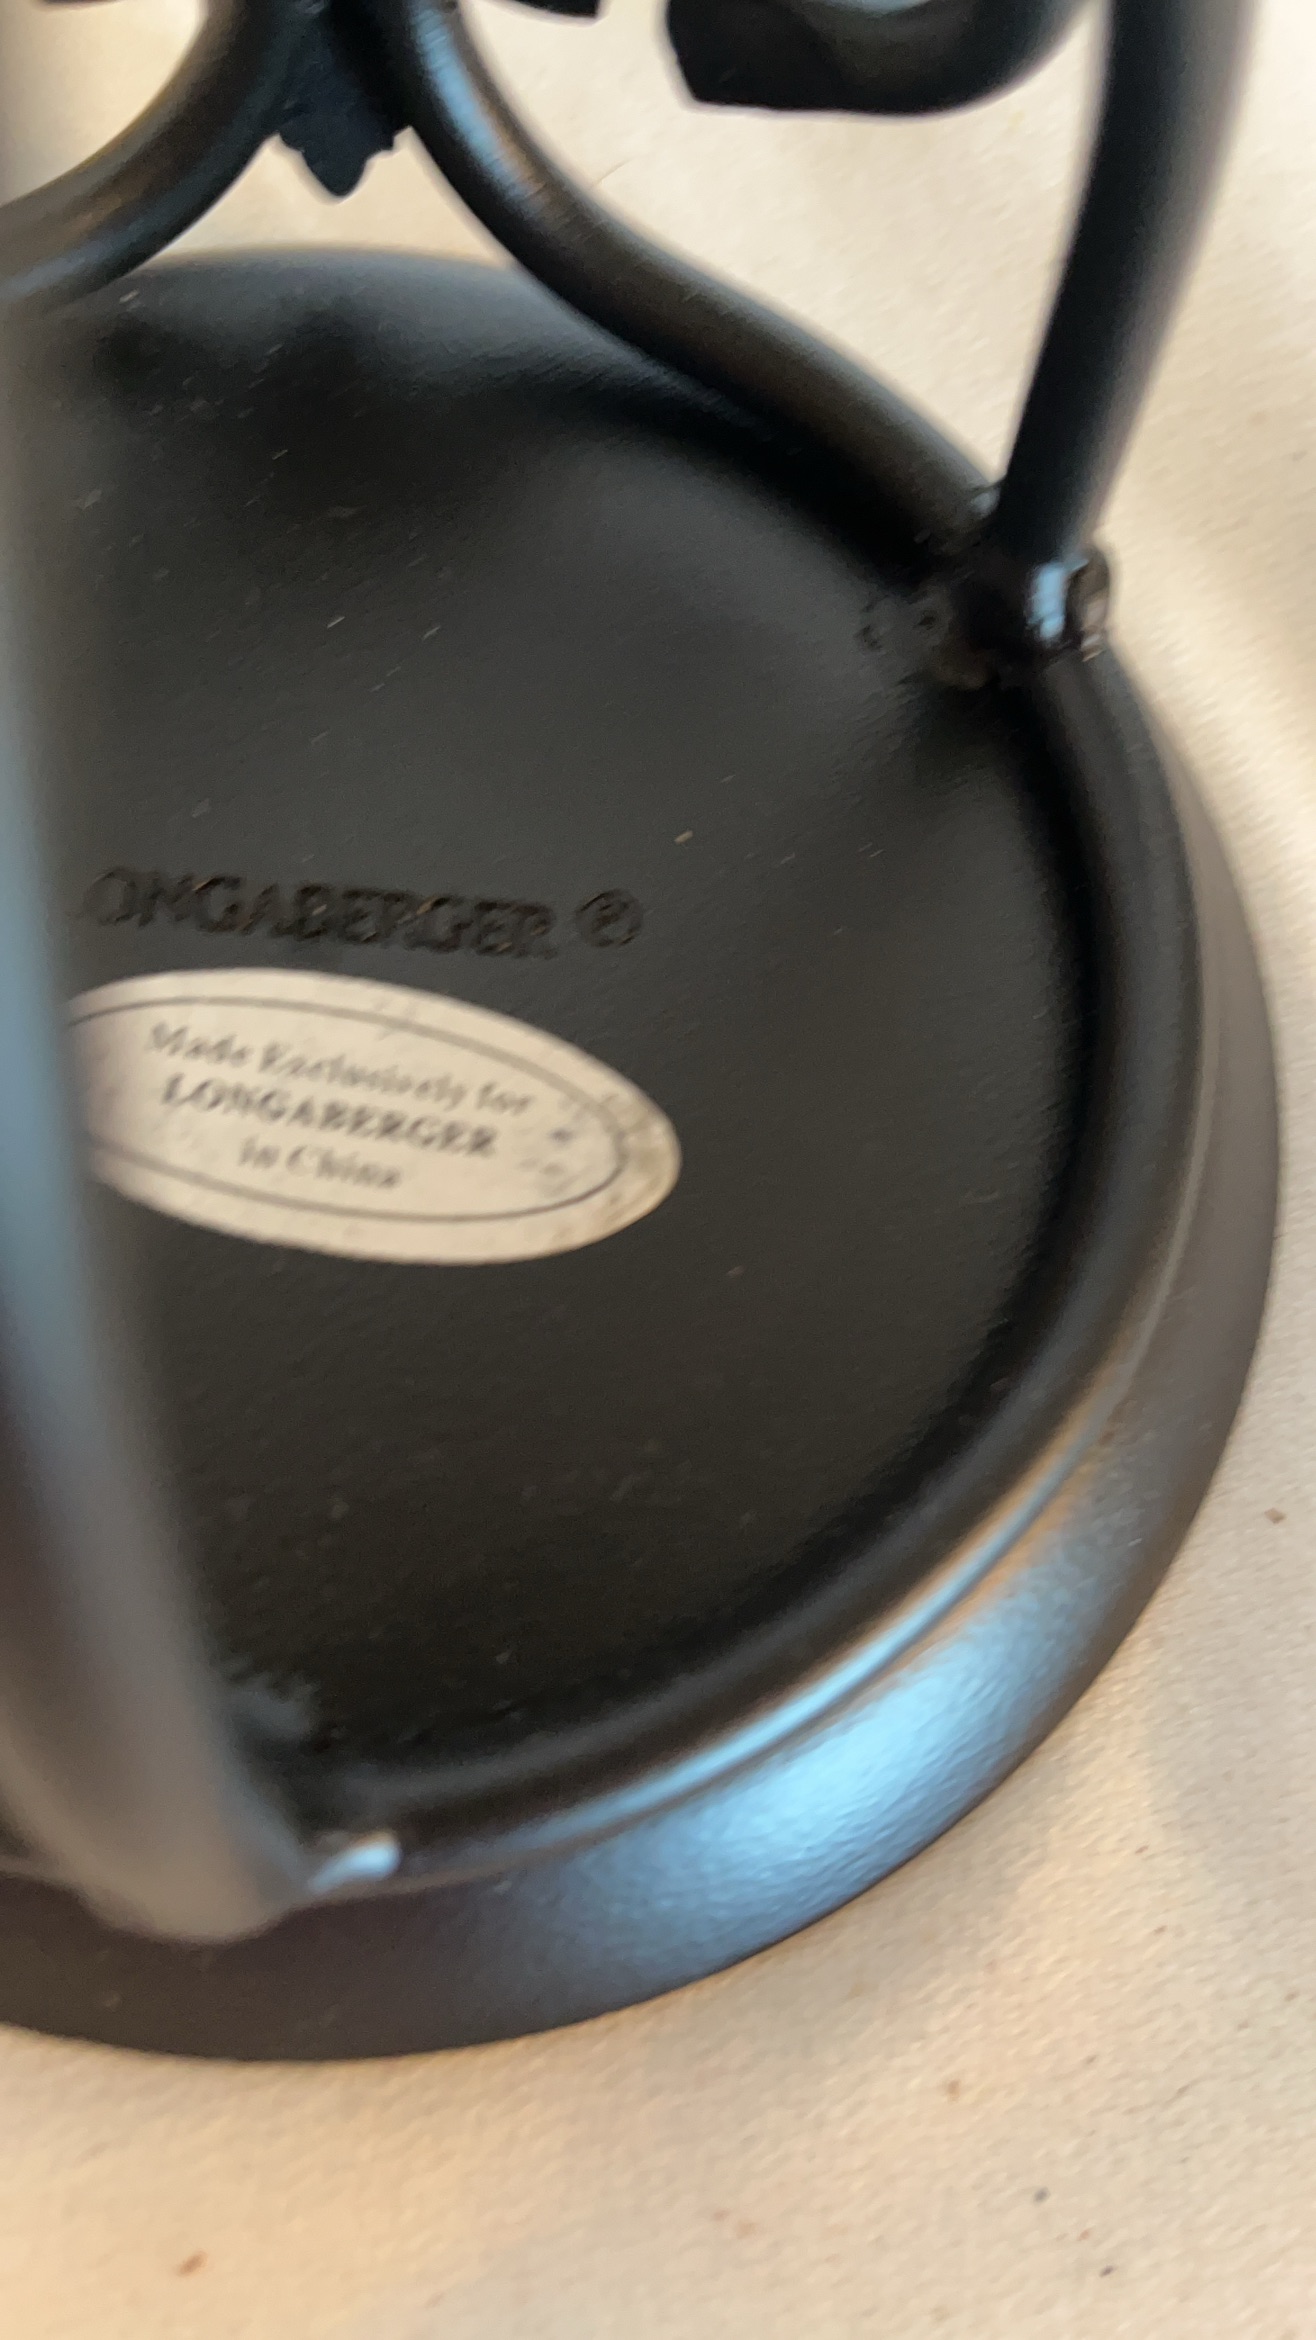 LONGABERGER ®
Made Exclusively for
LONGABERGER
in China